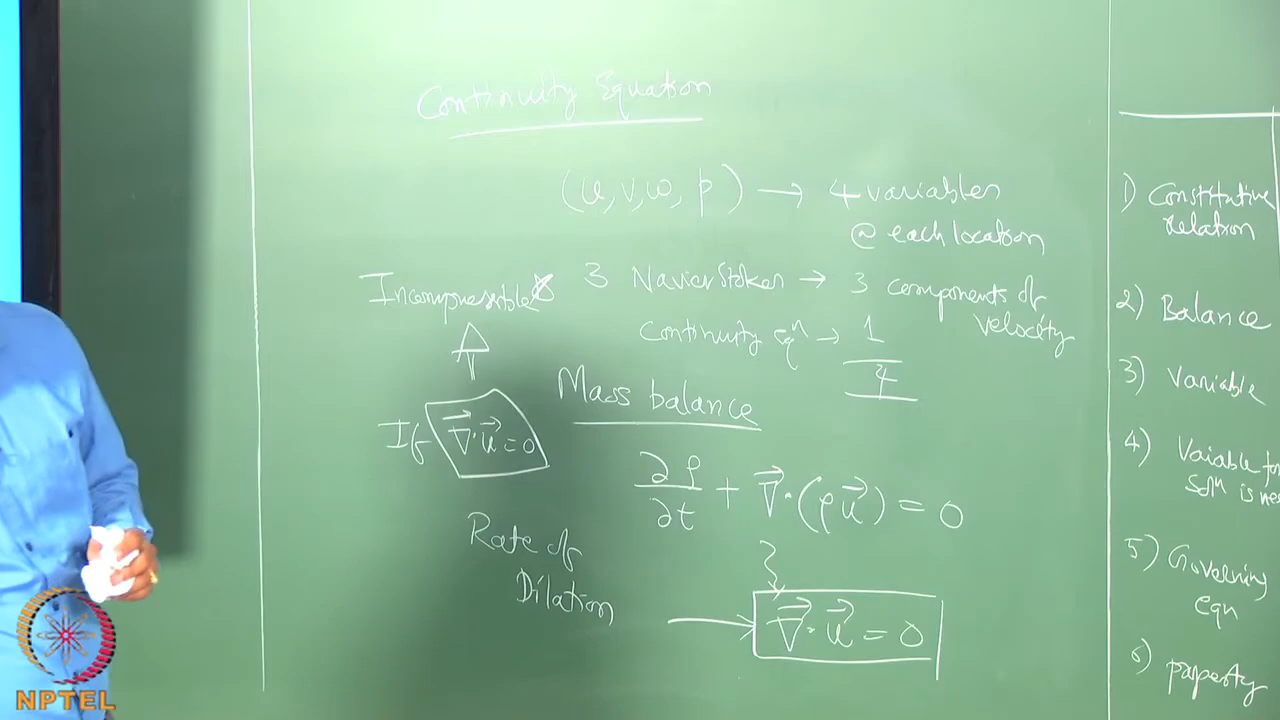 Continuity Equation
(u, v, w, p) → 4 variables
@ each location
Incompressible
3 Navier Stokes → 3 components of
velocity
Continuity eqⁿ → 1
4
Mass balance
If ∇⃗·u⃗ = 0
∂ρ/∂t + ∇⃗·(ρu⃗) = 0
Rate of
Dilation
∇⃗·u⃗ = 0
1) Constitutive
Relation
2) Balance
3) Variable
4) Variable
Solⁿ is
5) Governing
eqn
6) property
NPTEL